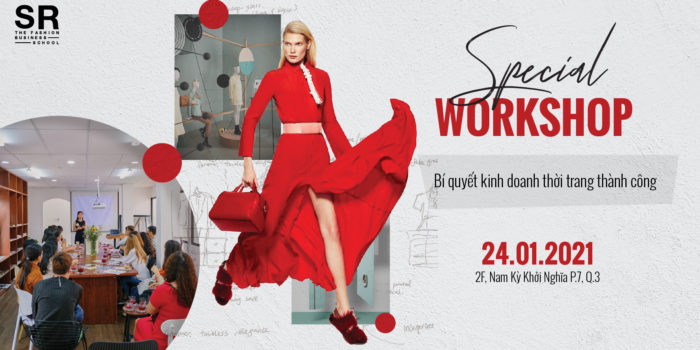 SR
THE FASHION
BUSINESS
SCHOOL
Special
WORKSHOP
Bí quyết kinh doanh thời trang thành công
24.01.2021
2F, Nam Kỳ Khởi Nghĩa P.7, Q.3